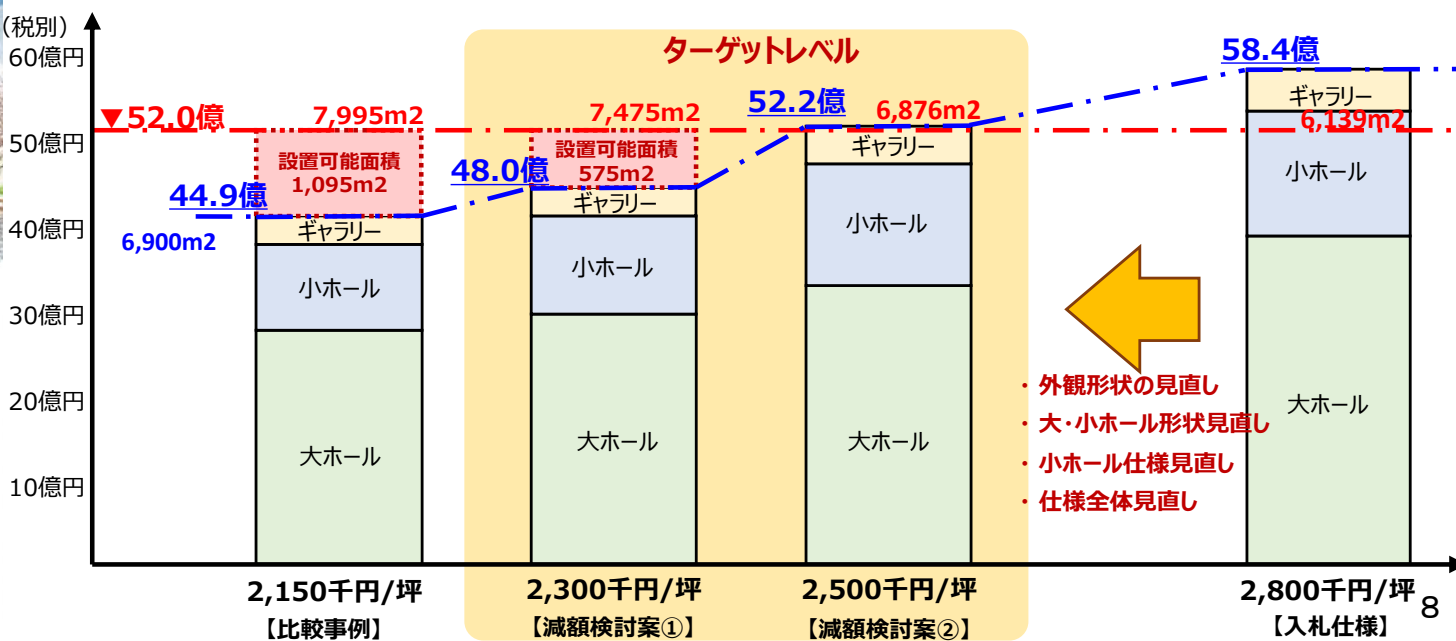 (税別)
60億円
50億円
40億円
30億円
20億円
10億円
ターゲットレベル
▼52.0億
7,995m2
設置可能面積
1,095m2
44.9億
6,900m2
ギャラリー
小ホール
大ホール
7,475m2
設置可能面積
575m2
48.0億
ギャラリー
小ホール
大ホール
52.2億
6,876m2
ギャラリー
小ホール
大ホール
58.4億
ギャラリー
6,139m2
小ホール
大ホール
・ 外観形状の見直し
・ 大・小ホール形状見直し
・ 小ホール仕様見直し
・ 仕様全体見直し
2,150千円/坪
【比較事例】
2,300千円/坪
【減額検討案①】
2,500千円/坪
【減額検討案②】
2,800千円/坪
【入札仕様】
8